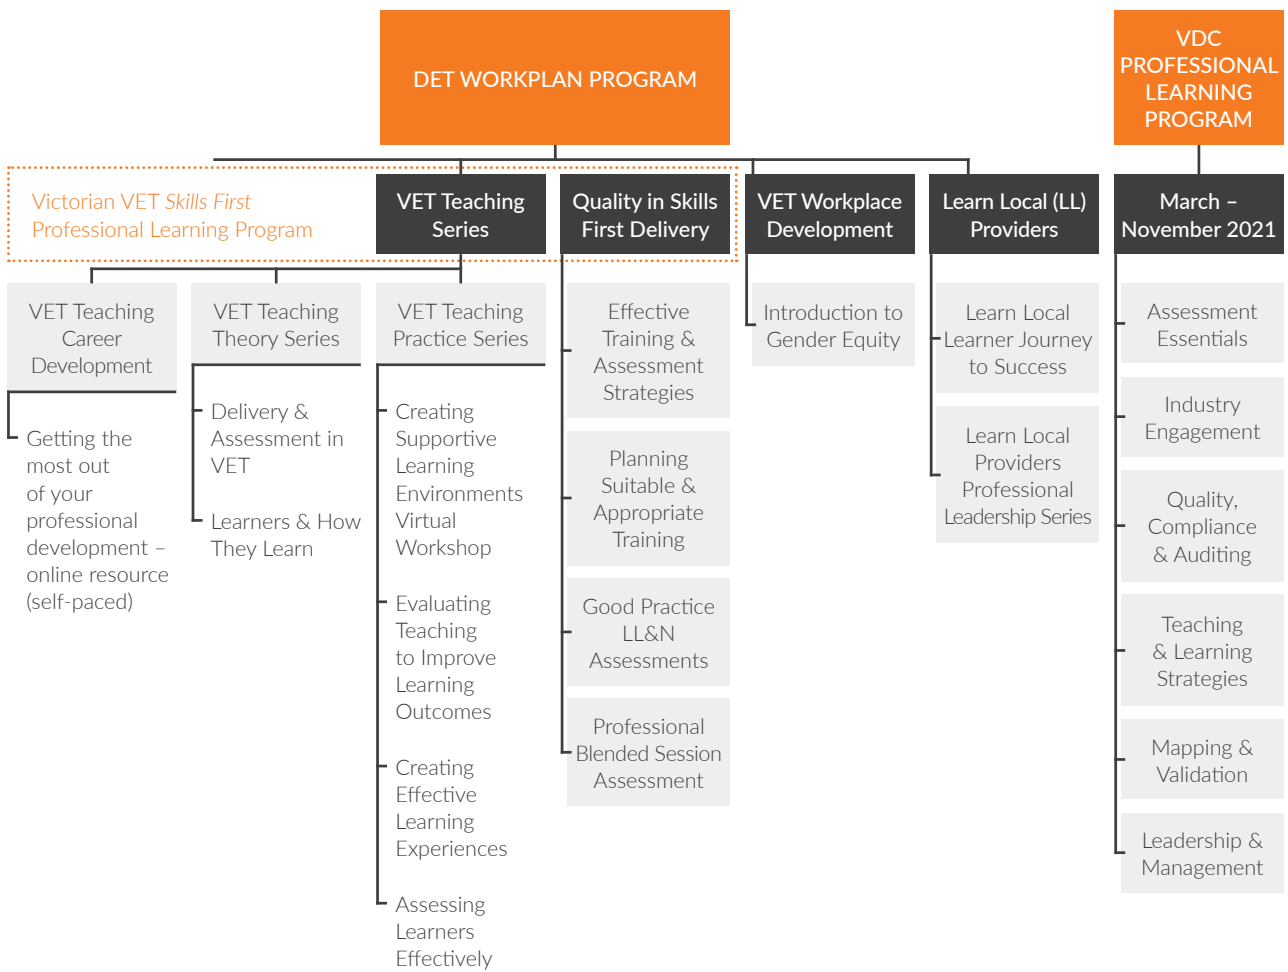 DET WORKPLAN PROGRAM
VDC
PROFESSIONAL
LEARNING
PROGRAM
Victorian VET Skills First
Professional Learning Program
VET Teaching
Series
Quality in Skills
First Delivery
VET Workplace
Development
Learn Local (LL)
Providers
March –
November 2021
VET Teaching
Career
Development
Getting the
most out
of your
professional
development –
online resource
(self-paced)
VET Teaching
Theory Series
Delivery &
Assessment in
VET
Learners & How
They Learn
VET Teaching
Practice Series
Creating
Supportive
Learning
Environments
Virtual
Workshop
Evaluating
Teaching
to Improve
Learning
Outcomes
Creating
Effective
Learning
Experiences
Assessing
Learners
Effectively
Effective
Training &
Assessment
Strategies
Planning
Suitable &
Appropriate
Training
Good Practice
LL&N
Assessments
Professional
Blended Session
Assessment
Introduction to
Gender Equity
Learn Local
Learner Journey
to Success
Learn Local
Providers
Professional
Leadership Series
Assessment
Essentials
Industry
Engagement
Quality,
Compliance
& Auditing
Teaching
& Learning
Strategies
Mapping &
Validation
Leadership &
Management